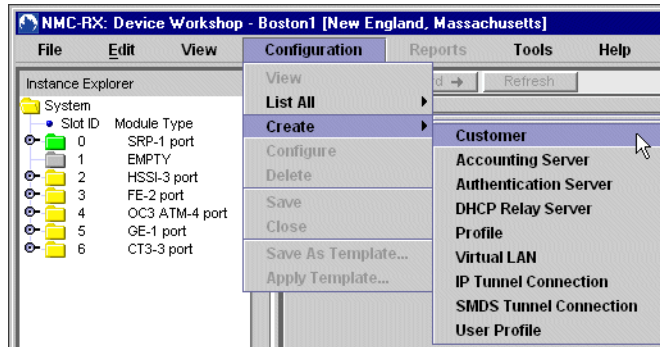 NMC-RX: Device Workshop - Boston1 [New England, Massachusetts]
File Edit View Configuration Reports Tools Help
Instance Explorer
System
Slot ID Module Type
0 SRP-1 port
1 EMPTY
2 HSSI-3 port
3 FE-2 port
4 OC3 ATM-4 port
5 GE-1 port
6 CT3-3 port
View
List All
Create
Configure
Delete
Save
Close
Save As Template...
Apply Template...
Refresh
Customer
Accounting Server
Authentication Server
DHCP Relay Server
Profile
Virtual LAN
IP Tunnel Connection
SMDS Tunnel Connection
User Profile